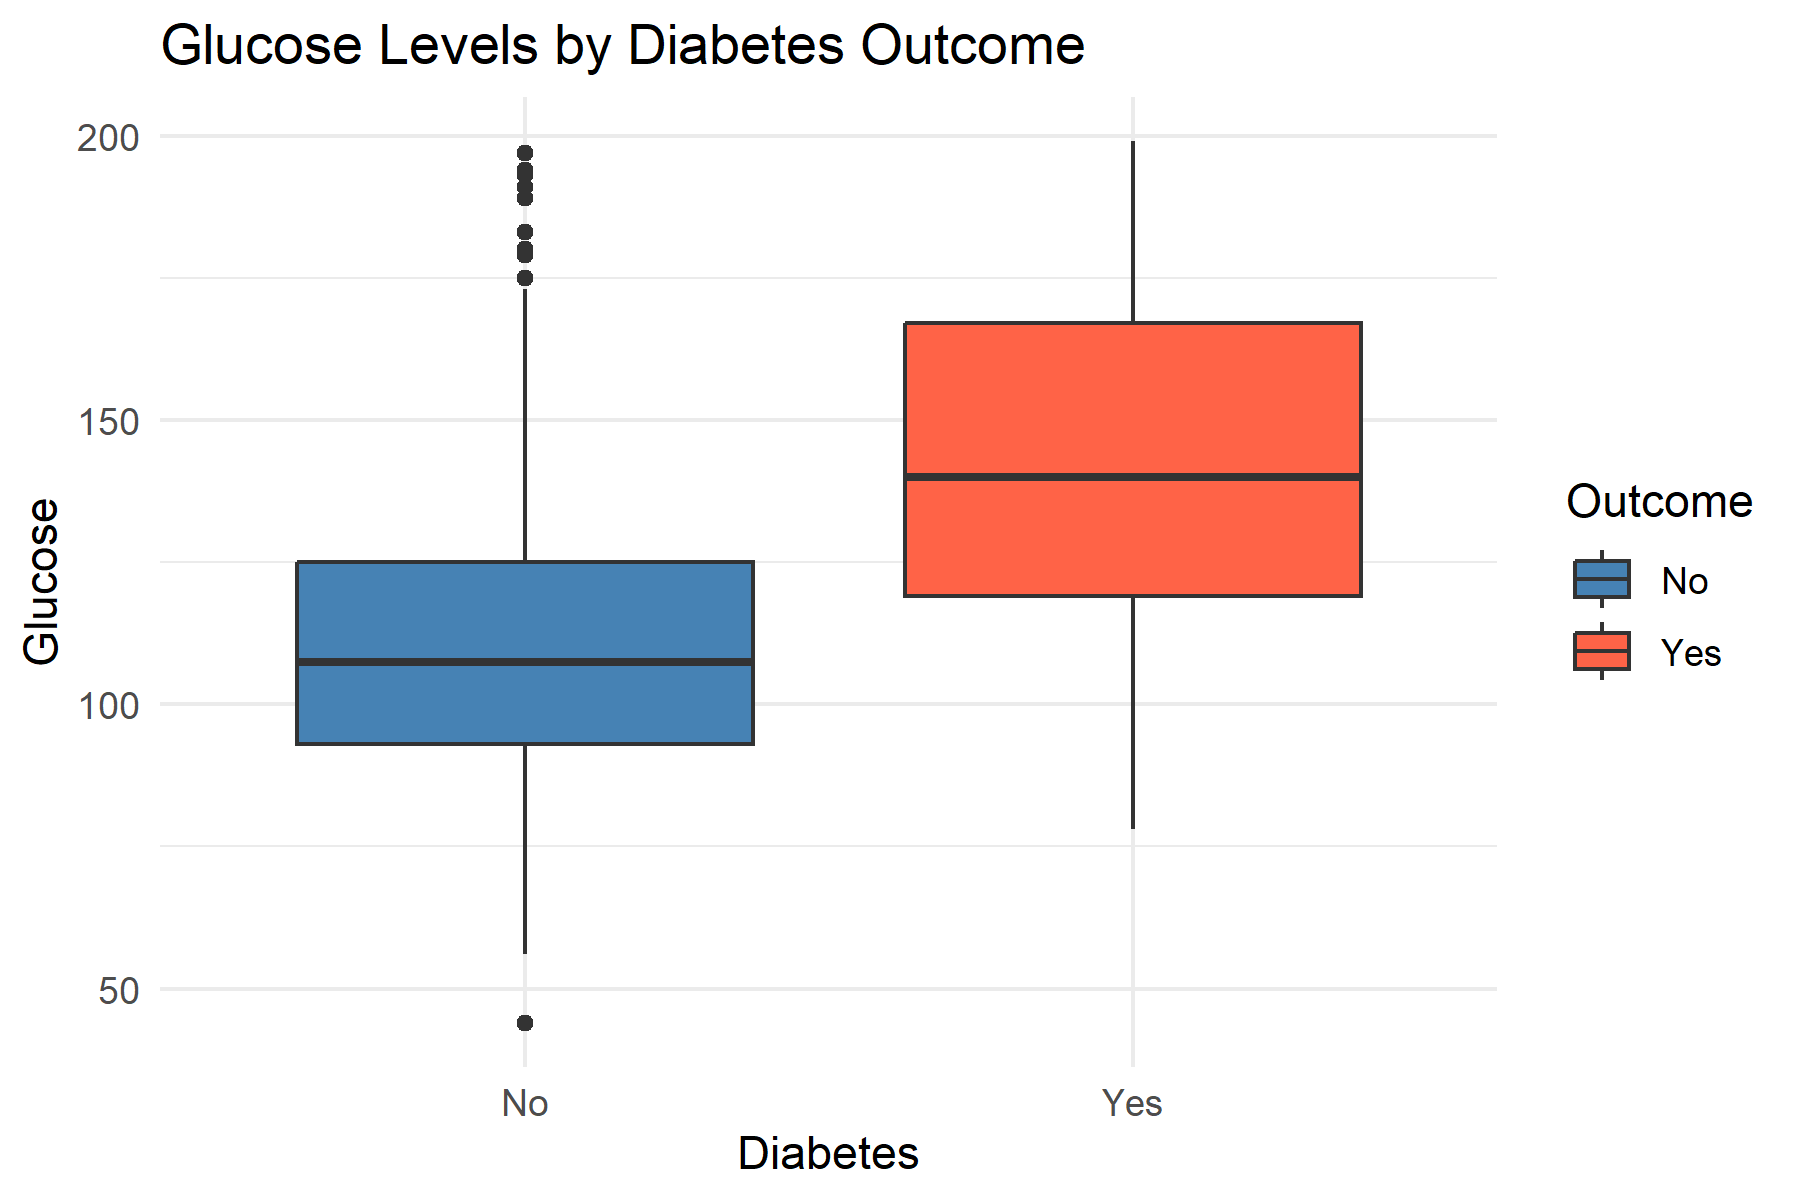 Glucose Levels by Diabetes Outcome
200
150
100
50
Glucose
No
Yes
Diabetes
Outcome
No
Yes